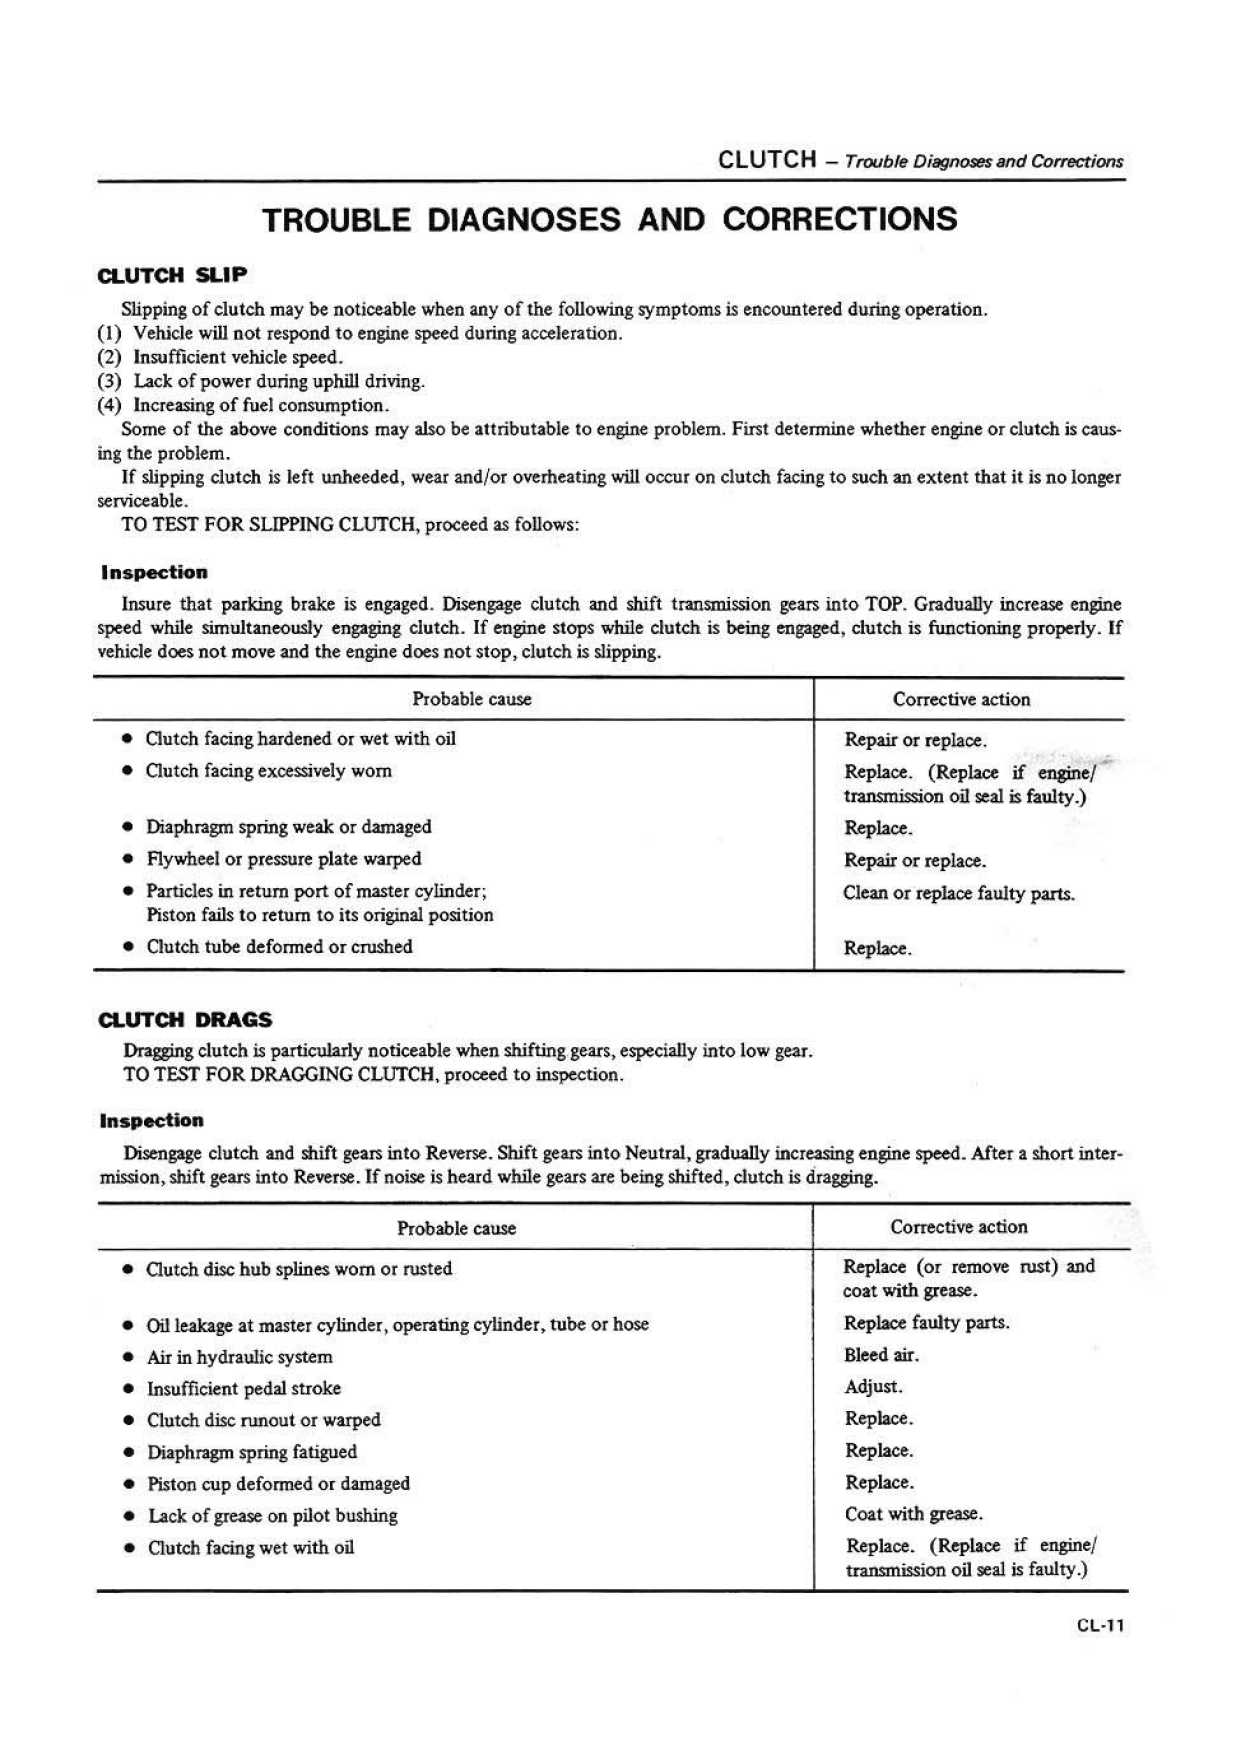 CLUTCH – Trouble Diagnoses and Corrections
TROUBLE DIAGNOSES AND CORRECTIONS
CLUTCH SLIP
Slipping of clutch may be noticeable when any of the following symptoms is encountered during operation.
(1) Vehicle will not respond to engine speed during acceleration.
(2) Insufficient vehicle speed.
(3) Lack of power during uphill driving.
(4) Increasing of fuel consumption.
Some of the above conditions may also be attributable to engine problem. First determine whether engine or clutch is caus-
ing the problem.
If slipping clutch is left unheeded, wear and/or overheating will occur on clutch facing to such an extent that it is no longer
serviceable.
TO TEST FOR SLIPPING CLUTCH, proceed as follows:
Inspection
Insure that parking brake is engaged. Disengage clutch and shift transmission gears into TOP. Gradually increase engine
speed while simultaneously engaging clutch. If engine stops while clutch is being engaged, clutch is functioning properly. If
vehicle does not move and the engine does not stop, clutch is slipping.
Probable cause Corrective action
● Clutch facing hardened or wet with oil Repair or replace.
● Clutch facing excessively worn Replace. (Replace if engine/
transmission oil seal is faulty.)
● Diaphragm spring weak or damaged Replace.
● Flywheel or pressure plate warped Repair or replace.
● Particles in return port of master cylinder; Clean or replace faulty parts.
Piston fails to return to its original position
● Clutch tube deformed or crushed Replace.
CLUTCH DRAGS
Dragging clutch is particularly noticeable when shifting gears, especially into low gear.
TO TEST FOR DRAGGING CLUTCH, proceed to inspection.
Inspection
Disengage clutch and shift gears into Reverse. Shift gears into Neutral, gradually increasing engine speed. After a short inter-
mission, shift gears into Reverse. If noise is heard while gears are being shifted, clutch is dragging.
Probable cause Corrective action
● Clutch disc hub splines worn or rusted Replace (or remove rust) and
coat with grease.
● Oil leakage at master cylinder, operating cylinder, tube or hose Replace faulty parts.
● Air in hydraulic system Bleed air.
● Insufficient pedal stroke Adjust.
● Clutch disc runout or warped Replace.
● Diaphragm spring fatigued Replace.
● Piston cup deformed or damaged Replace.
● Lack of grease on pilot bushing Coat with grease.
● Clutch facing wet with oil Replace. (Replace if engine/
transmission oil seal is faulty.)
CL-11